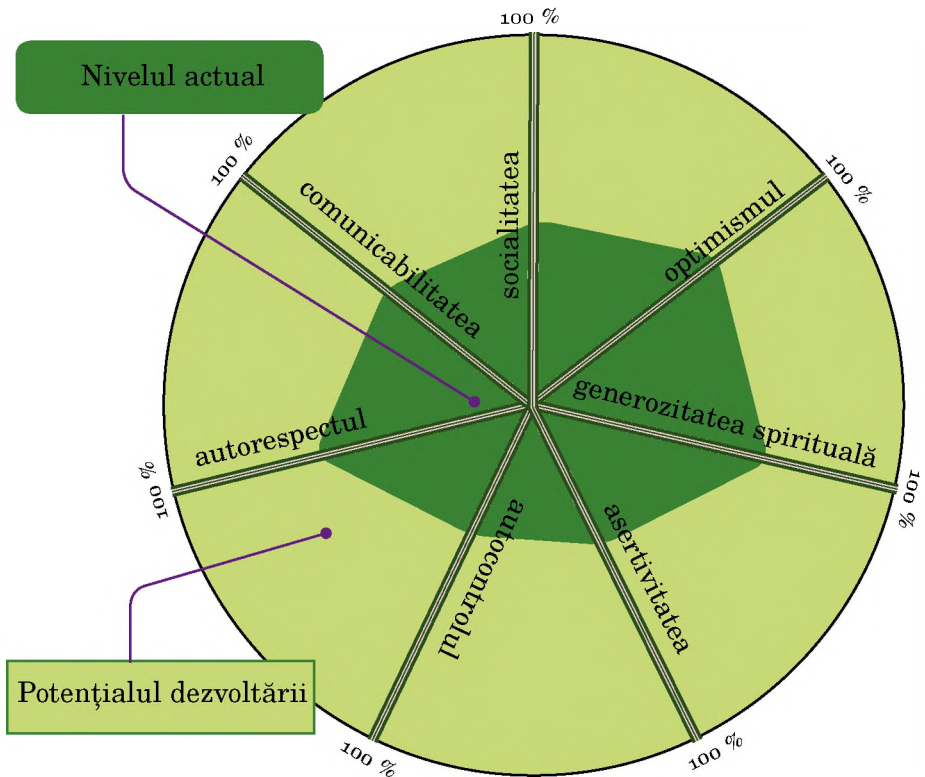 100 %
Nivelul actual
100 %
100 %
comunicabilitatea
socialitatea
optimismul
autorespectul
generozitatea spirituală
100 %
100 %
autocontrolul
asertivitatea
Potențialul dezvoltării
100 %
100 %